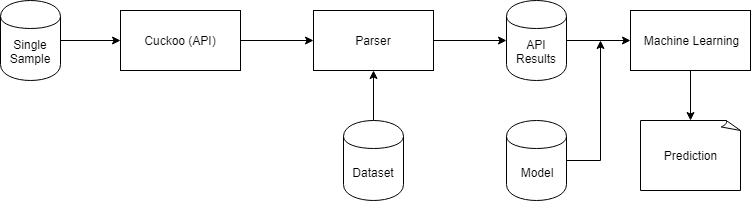 Single
Sample
Cuckoo (API)
Parser
API
Results
Machine Learning
Dataset
Model
Prediction